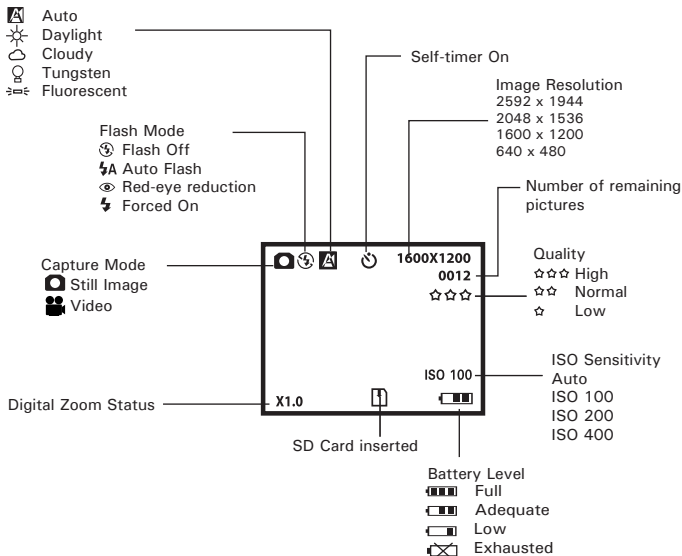 Auto
Daylight
Cloudy
Tungsten
Fluorescent
Self-timer On
Image Resolution
2592 x 1944
2048 x 1536
1600 x 1200
640 x 480
Flash Mode
Flash Off
A Auto Flash
Red-eye reduction
Forced On
Number of remaining
pictures
Capture Mode
Still Image
Video
A
1600X1200
0012
Quality
High
Normal
Low
ISO 100
X1.0
ISO Sensitivity
Auto
ISO 100
ISO 200
ISO 400
Digital Zoom Status
SD Card inserted
Battery Level
Full
Adequate
Low
Exhausted